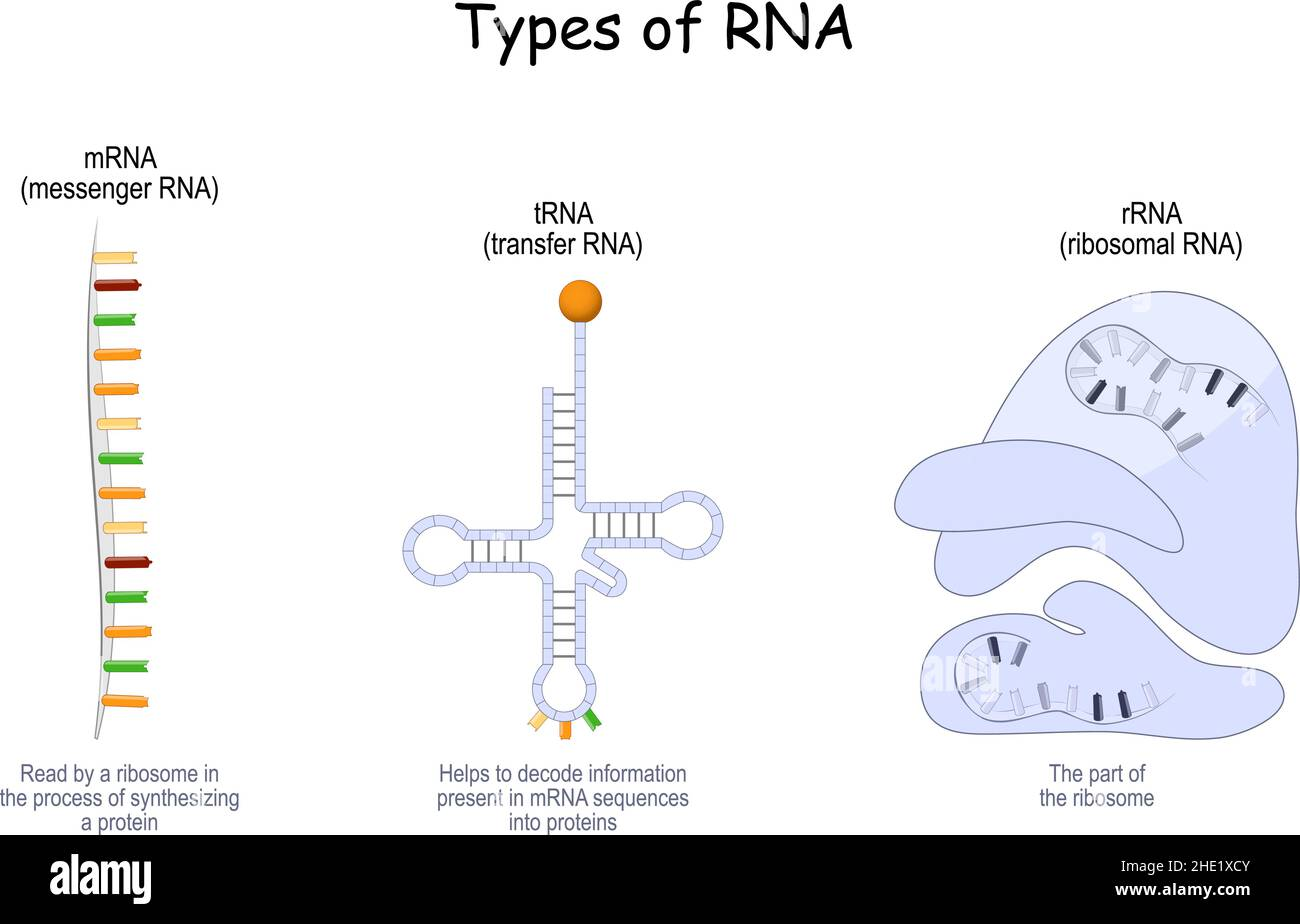 Types of RNA
mRNA
(messenger RNA)
tRNA
(transfer RNA)
rRNA
(ribosomal RNA)
Read by a ribosome in
the process of synthesizing
a protein
Helps to decode information
present in mRNA sequences
into proteins
The part of
the ribosome
alamy
a
a
a
alamy
Image ID: 2HE1XCY
www.alamy.com